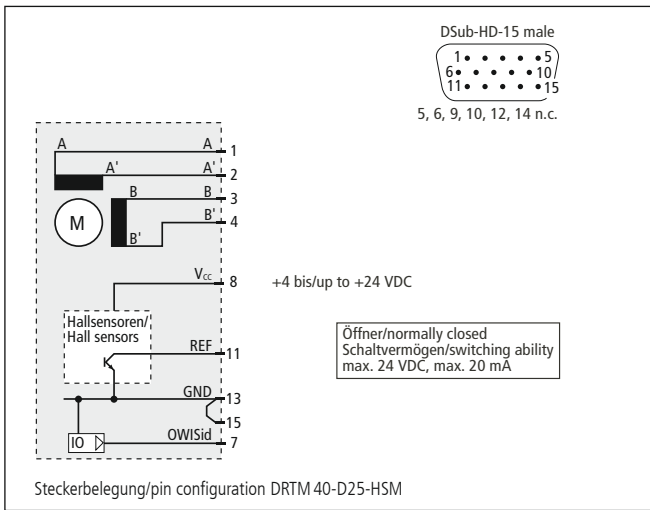 DSub-HD-15 male
1 5
6 10
11 15
5, 6, 9, 10, 12, 14 n.c.
A A 1
A' A' 2
B B 3
M
B' 4
B'
Vcc 8 +4 bis/up to +24 VDC
Hallsensoren/
Hall sensors
REF 11
Öffner/normally closed
Schaltvermögen/switching ability
max. 24 VDC, max. 20 mA
GND 13
15
IO OWISid 7
Steckerbelegung/pin configuration DRTM 40-D25-HSM